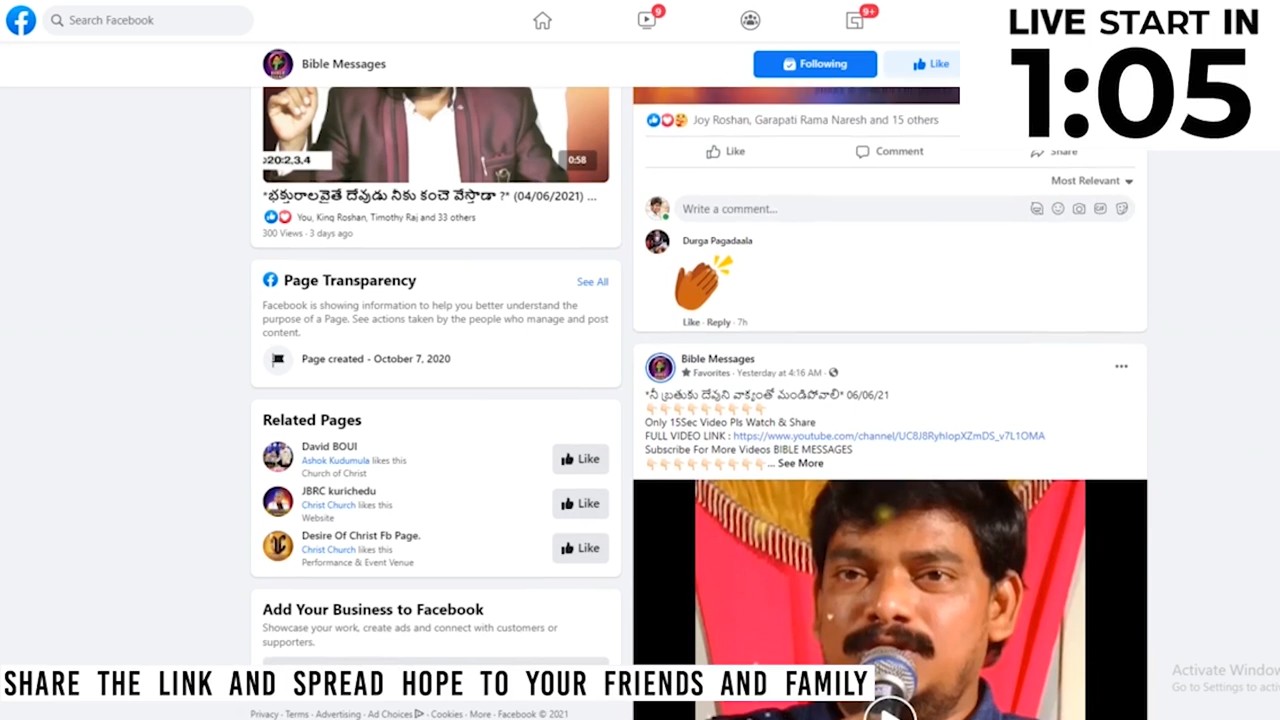 Search Facebook
9
9+
LIVE START IN
1:05
Bible Messages
Following
Like
020:2,3,4
0:58
*భక్తురాలవైతే దేవుడు నీకు కంచె వేస్తాడా ?* (04/06/2021) ...
You, King Roshan, Timothy Raj and 33 others
300 Views · 3 days ago
Page Transparency
See All
Facebook is showing information to help you better understand the
purpose of a Page. See actions taken by the people who manage and post
content.
Page created - October 7, 2020
Related Pages
David BOUI
Ashok Kudumula likes this
Church of Christ
Like
JBRC kurichedu
Christ Church likes this
Website
Like
Desire Of Christ Fb Page.
Christ Church likes this
Performance & Event Venue
Like
Add Your Business to Facebook
Showcase your work, create ads and connect with customers or
supporters.
Joy Roshan, Garapati Rama Naresh and 15 others
Like
Comment
Share
Most Relevant
Write a comment...
GIF
Durga Pagadaala
Like · Reply · 7h
Bible Messages
Favorites · Yesterday at 4:16 AM ·
*నీ బ్రతుకు దేవుని వాక్యంతో మండిపోవాలి* 06/06/21
Only 15Sec Video Pls Watch & Share
FULL VIDEO LINK : https://www.youtube.com/channel/UC8J8RyhIopXZmDS_v7L1OMA
Subscribe For More Videos BIBLE MESSAGES
... See More
SHARE THE LINK AND SPREAD HOPE TO YOUR FRIENDS AND FAMILY
Activate Window
Go to Settings to acti
Privacy · Terms · Advertising · Ad Choices · Cookies · More · Facebook © 2021